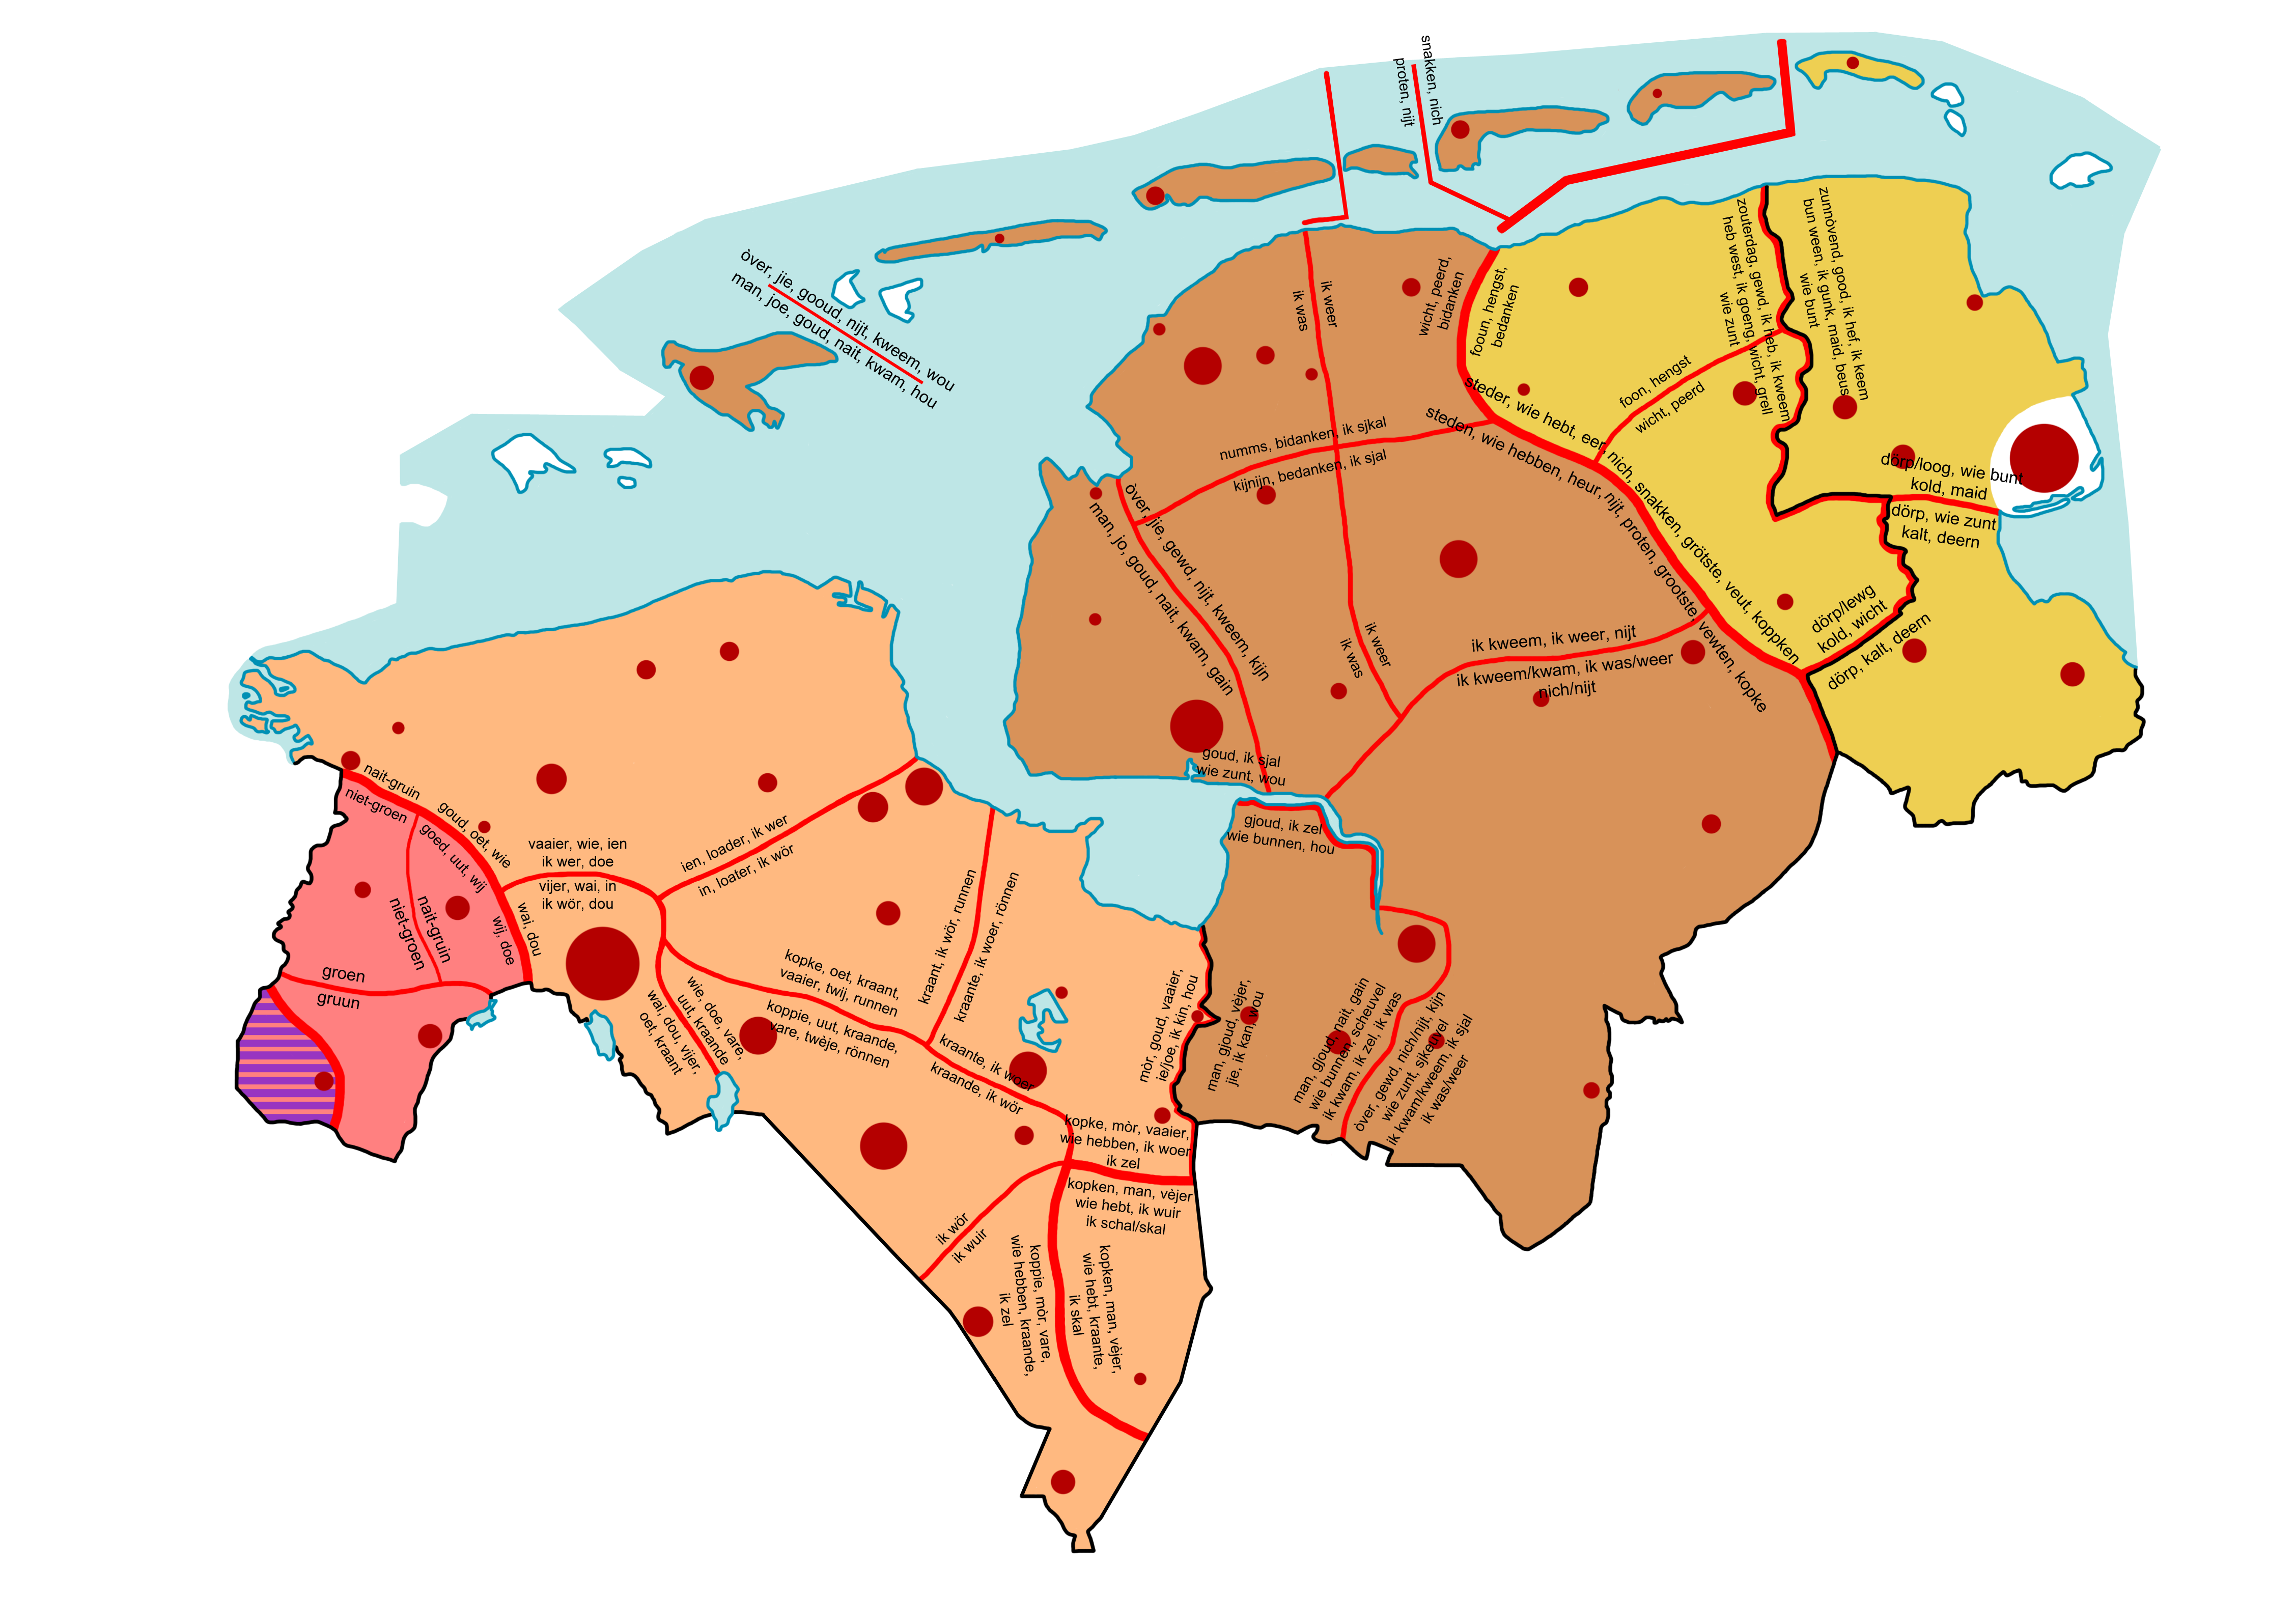 snakken, nich
proten, nijt
òver, jie, gooud, nijt, kweem, wou
man, joe, goud, nait, kwam, hou
ik weer
ik was
wicht, peerd,
bidanken
fooun, hengst,
bedanken
zouterdag, gewd, ik heb, ik kweem
heb west, ik goeng, wicht, grell
wie zunt
zunnòvend, good, ik hef, ik keem
bun ween, ik gunk, maid, beus
wie bunt
foon, hengst
wicht, peerd
steder, wie hebt, eer, nich, snakken, grötste, veut, koppken
steden, wie hebben, heur, nijt, proten, grootste, vewten, kopke
numms, bidanken, ik sjkal
kijnijn, bedanken, ik sjal
dörp/loog, wie bunt
kold, maid
dörp, wie zunt
kalt, deern
òver, jie, gewd, nijt, kweem, kijn
man, jo, goud, nait, kwam, gain
dörp/lewg
kold, wicht
dörp, kalt, deern
ik weer
ik was
ik kweem, ik weer, nijt
ik kweem/kwam, ik was/weer
nich/nijt
goud, ik sjal
wie zunt, wou
gjoud, ik zel
wie bunnen, hou
nait-gruin
niet-groen
goud, oet, wie
goed, uut, wij
vaaier, wie, ien
ik wer, doe
vijer, wai, in
ik wör, dou
ien, loader, ik wer
in, loater, ik wör
nait-gruin
niet-groen
wai, dou
wij, doe
kraant, ik wör, runnen
kraante, ik woer, rönnen
groen
gruun
kopke, oet, kraant,
vaaier, twij, runnen
koppie, uut, kraande,
vare, twèje, rönnen
wie, doe, vare,
uut, kraande
wai, dou, vijer,
oet, kraant
mòr, goud, vaaier,
ie/joe, ik kin, hou
man, gjoud, vèjer,
jie, ik kan, wou
man, gjoud, nait, gain
wie bunnen, scheuvel
ik kwam, ik zel, ik was
òver, gewd, nich/nijt, kijn
wie zunt, sjkeuvel
ik kwam/kweem, ik sjal
ik was/weer
kraante, ik woer
kraande, ik wör
kopke, mòr, vaaier,
wie hebben, ik woer
ik zel
kopken, man, vèjer
wie hebt, ik wuir
ik schal/skal
ik wör
ik wuir
koppie, mòr, vare,
wie hebben, kraande,
ik zel
kopken, man, vèjer,
wie hebt, kraante,
ik skal